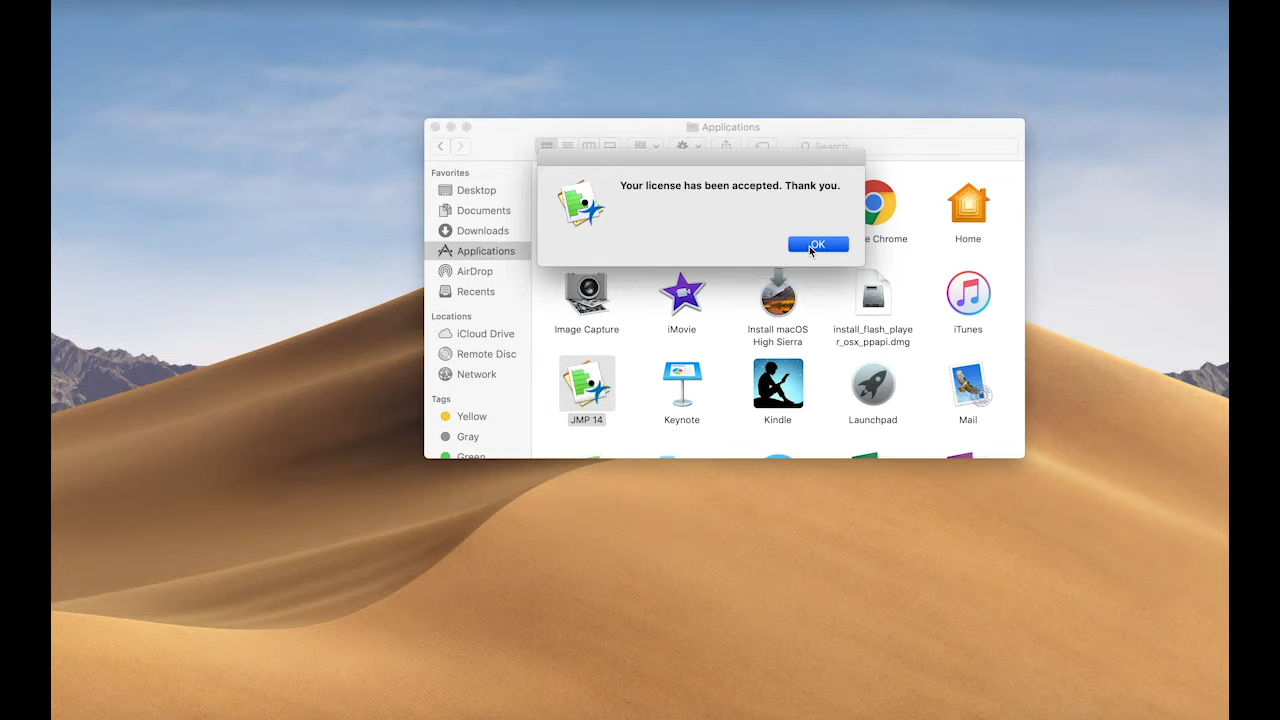 Applications
Search
Favorites
Desktop
Documents
Downloads
Applications
AirDrop
Recents
Locations
iCloud Drive
Remote Disc
Network
Tags
Yellow
Gray
Green
Your license has been accepted. Thank you.
OK
e Chrome
Home
Image Capture
iMovie
Install macOS
High Sierra
install_flash_playe
r_osx_ppapi.dmg
iTunes
JMP 14
Keynote
Kindle
Launchpad
Mail